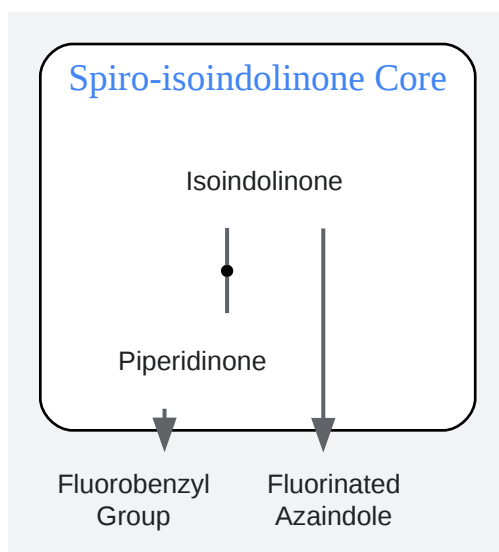 Spiro-isoindolinone Core
Isoindolinone
Piperidinone
Fluorobenzyl
Group
Fluorinated
Azaindole